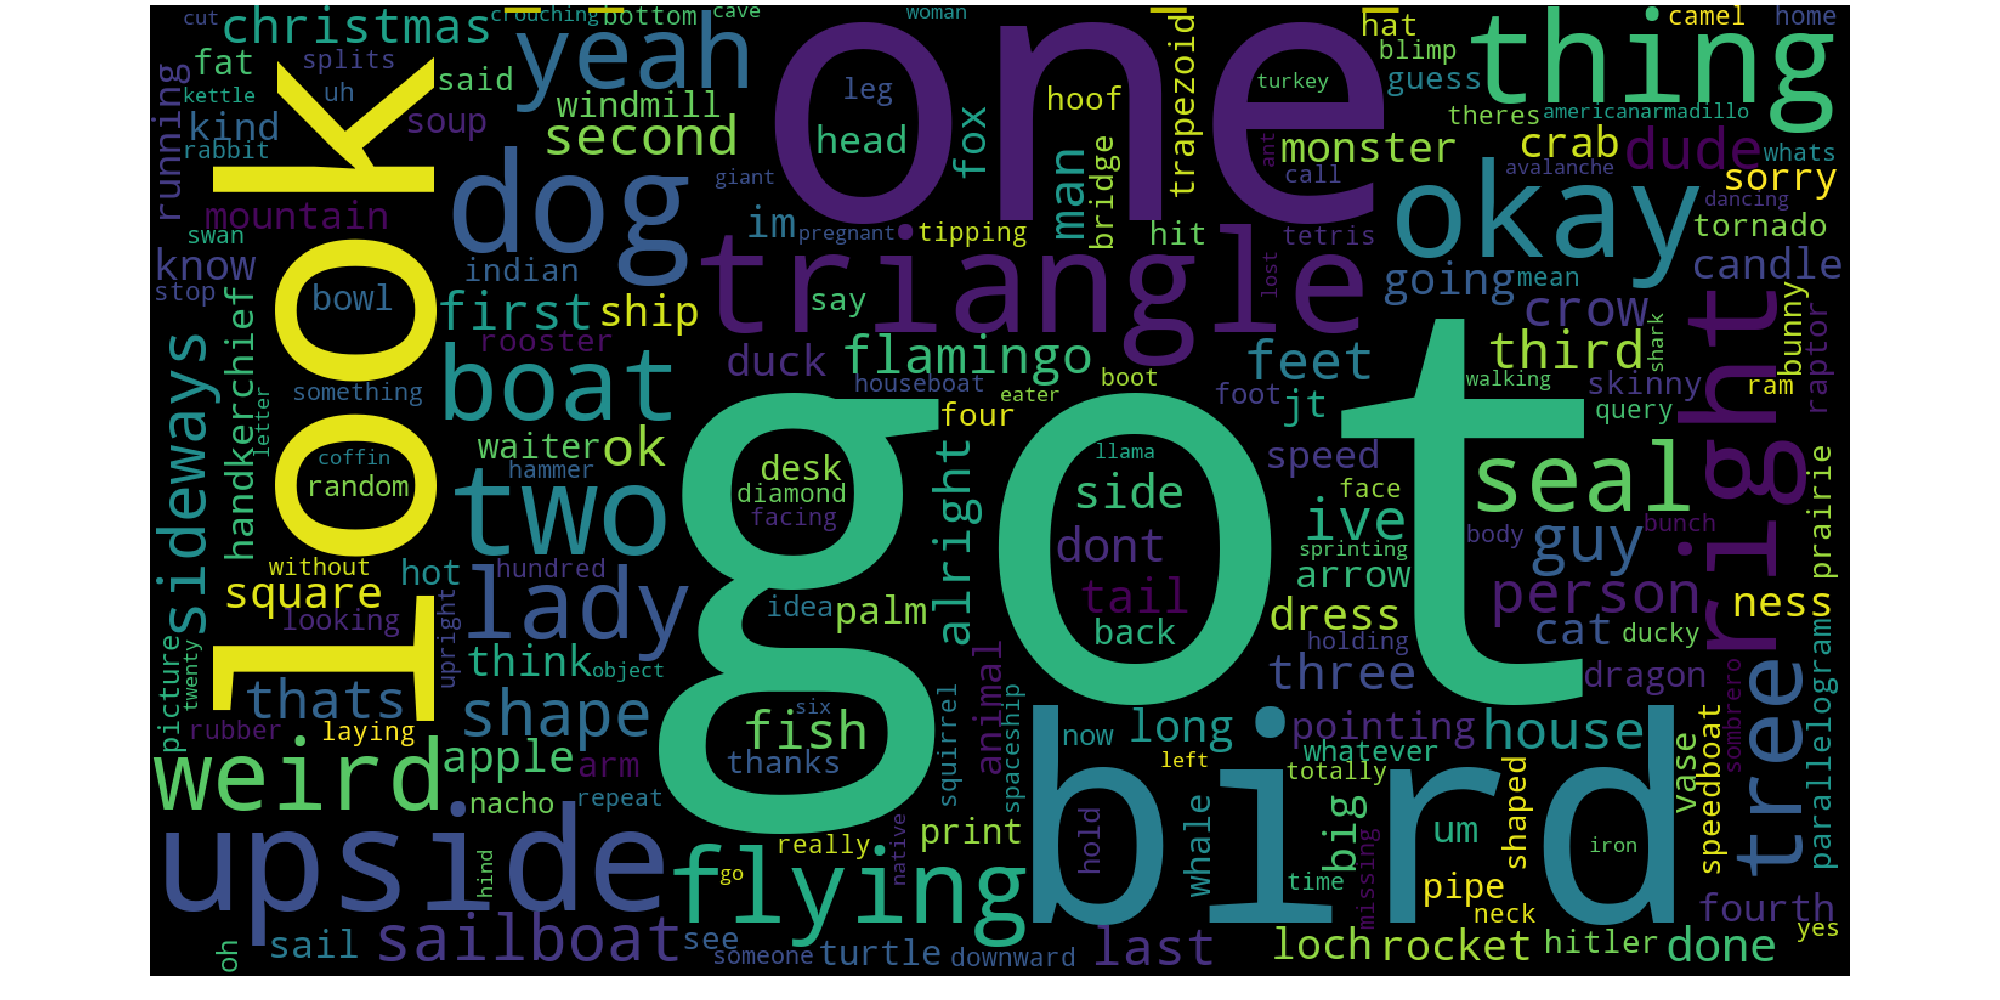 cut
crouching
bottom
cave
woman
hat
camel
home
christmas
yeah
one
thing
fat
splits
said
blimp
kettle
uh
windmill
leg
hoof
trapezoid
turkey
guess
running
kind
soup
second
head
fox
theres
americanarmadillo
rabbit
look
dog
giant
man
bridge
ant
monster
call
crab
avalanche
dude
whats
sorry
mountain
okay
dancing
swan
im
pregnant
tipping
hit
tetris
tornado
know
indian
triangle
lost
going
mean
candle
stop
bowl
first
ship
say
crow
right
bunny
raptor
handkerchief
rooster
duck
flamingo
feet
third
shark
sideways
something
boat
houseboat
boot
eater
foot
walking
skinny
ram
letter
four
jt
query
waiter
ok
got
coffin
random
hammer
desk
diamond
facing
alright
llama
side
speed
face
seal
prairie
two
ive
body
bunch
without
hot
hundred
dont
sprinting
guy
square
lady
idea
palm
tail
arrow
person
ness
looking
upright
back
dress
holding
cat
ducky
picture
twenty
think
object
animal
three
dragon
sombrero
parallelograms
thats
shape
six
squirrel
spaceship
bird
tree
rubber
laying
fish
now
long
pointing
house
vase
speedboat
weird
apple
arm
thanks
left
whatever
totally
nacho
repeat
whale
big
shaped
upside
hind
really
print
native
hold
missing
um
iron
flying
go
time
pipe
neck
fourth
oh
sail
sailboat
see
someone
turtle
downward
last
loch
rocket
hitler
done
yes